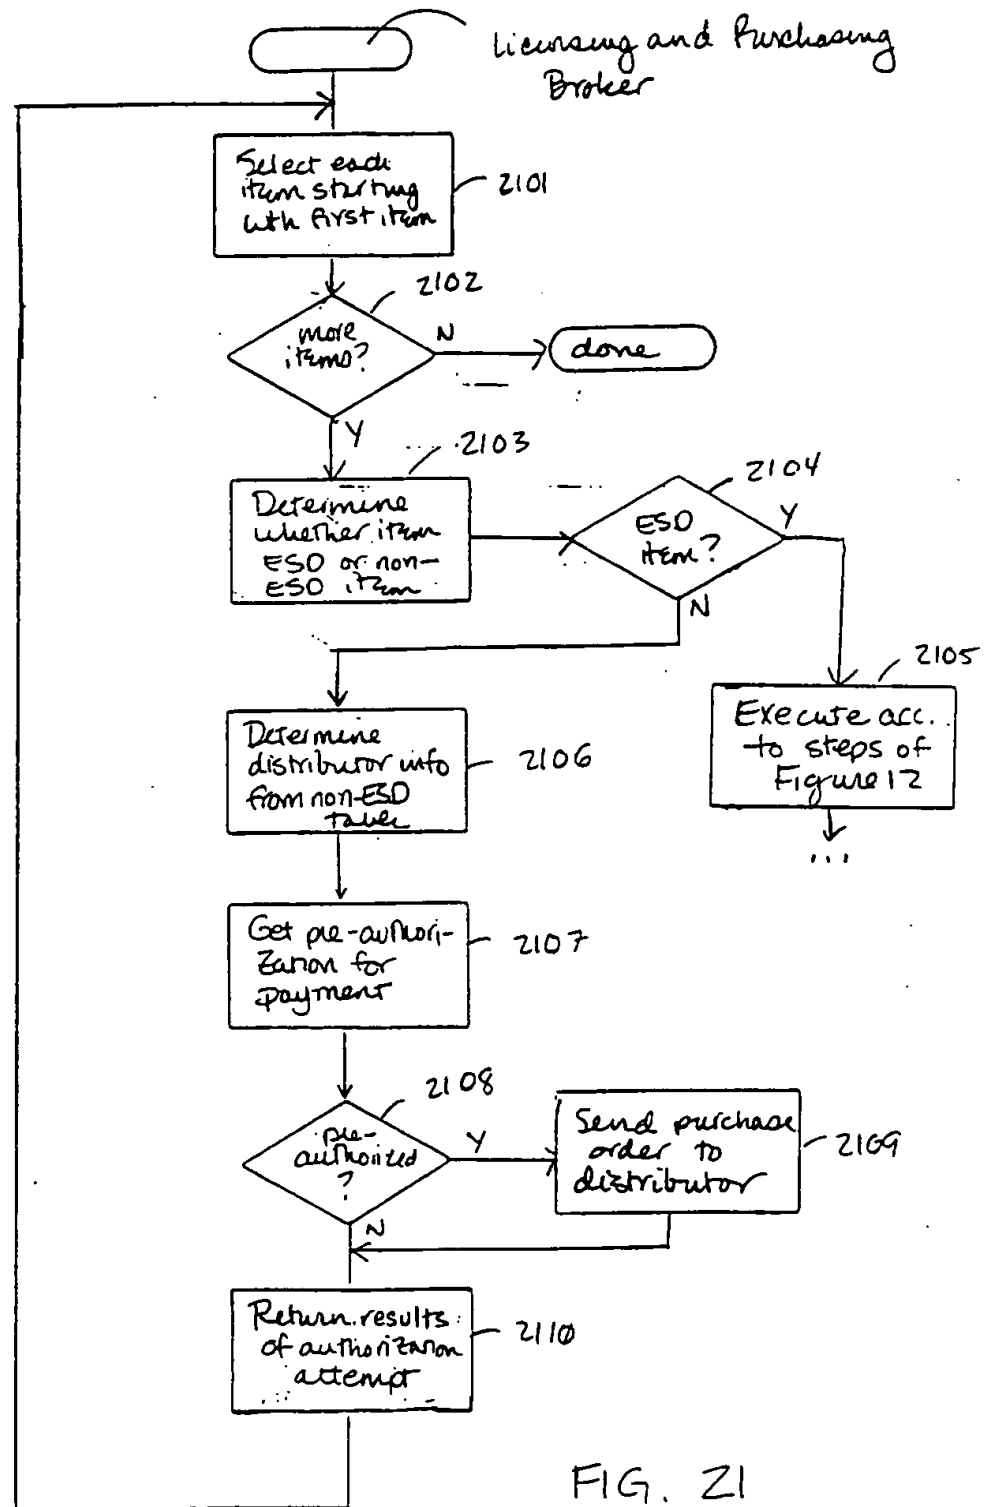 Licensing and Purchasing
Broker
Select each
item starting
with first item
2101
2102
more
items?
N
done
Y
2103
Determine
whether item
ESD or non-
ESD item
2104
ESD
item?
Y
N
2105
Execute acc.
to steps of
Figure 12
...
Determine
distributor info
from non-ESD
table
2106
Get pre-authori-
zation for
payment
2107
2108
pre-
authorized
?
Y
N
Send purchase
order to
distributor
2109
Return results
of authorization
attempt
2110
FIG. 21